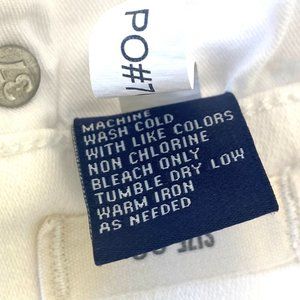 PO#7
MACHINE
WASH COLD
WITH LIKE COLORS
NON CHLORINE
BLEACH ONLY
TUMBLE DRY LOW
WARM IRON
AS NEEDED
SIZE